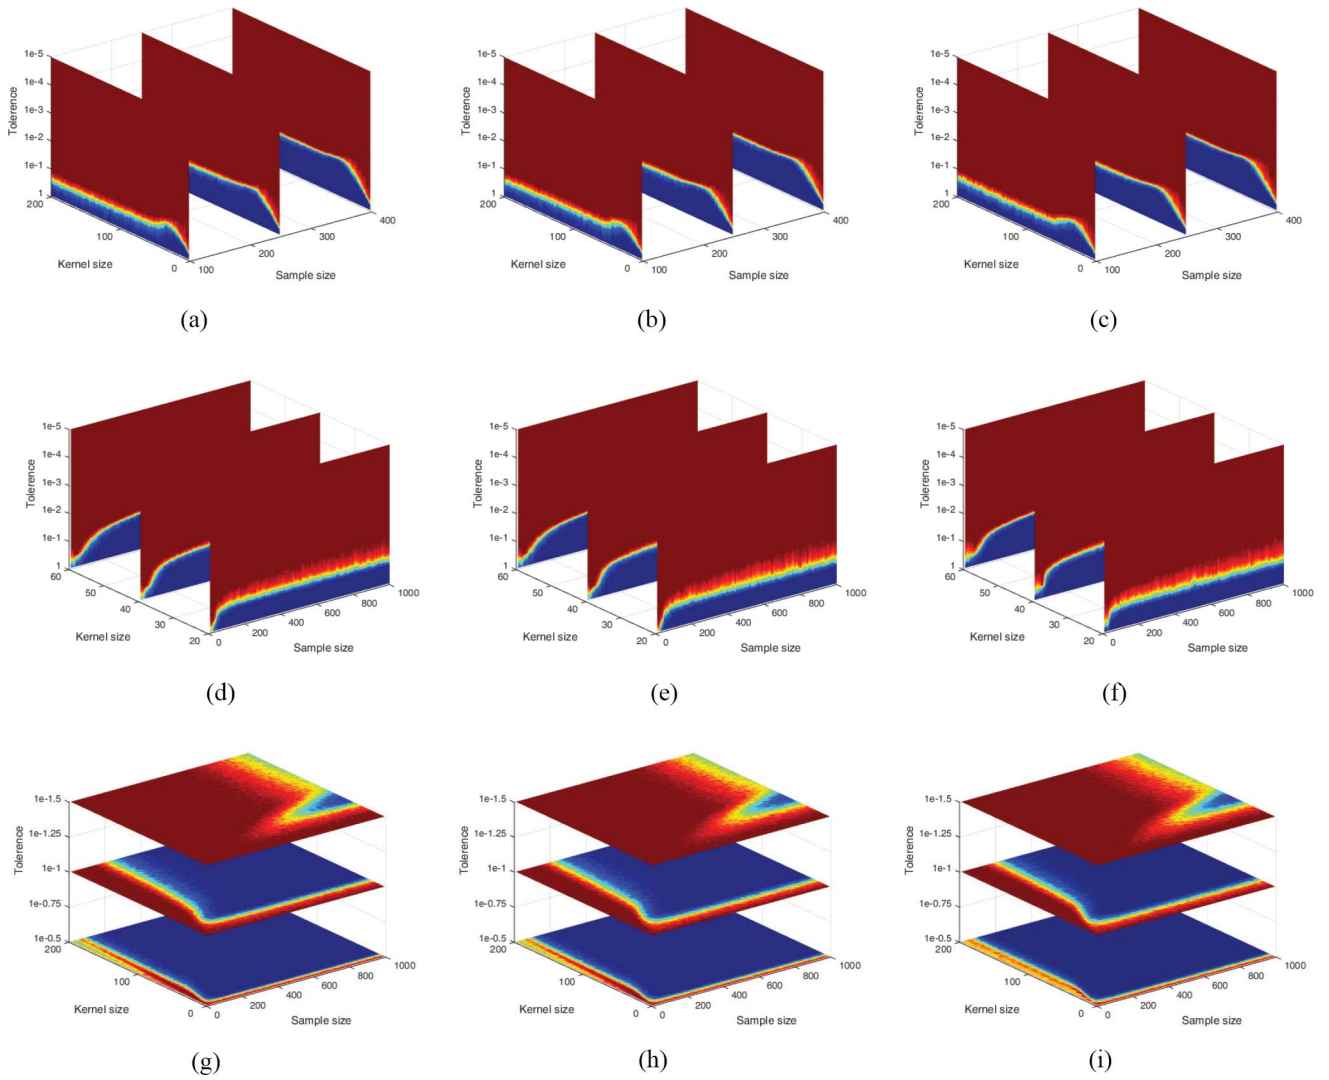 1e-5
1e-4
1e-3
1e-2
1e-1
1
200
100
0
Tolerence
Kernel size
100
200
300
400
Sample size
(a)
1e-5
1e-4
1e-3
1e-2
1e-1
1
200
100
0
Tolerence
Kernel size
100
200
300
400
Sample size
(b)
1e-5
1e-4
1e-3
1e-2
1e-1
1
200
100
0
Tolerence
Kernel size
100
200
300
400
Sample size
(c)
1e-5
1e-4
1e-3
1e-2
1e-1
1
60
50
40
30
20
Tolerence
Kernel size
0
200
400
600
800
1000
Sample size
(d)
1e-5
1e-4
1e-3
1e-2
1e-1
1
60
50
40
30
20
Tolerence
Kernel size
0
200
400
600
800
1000
Sample size
(e)
1e-5
1e-4
1e-3
1e-2
1e-1
1
60
50
40
30
20
Tolerence
Kernel size
0
200
400
600
800
1000
Sample size
(f)
1e-1.5
1e-1.25
1e-1
1e-0.75
1e-0.5
200
100
0
Tolerence
Kernel size
0
200
400
600
800
1000
Sample size
(g)
1e-1.5
1e-1.25
1e-1
1e-0.75
1e-0.5
200
100
0
Tolerence
Kernel size
0
200
400
600
800
1000
Sample size
(h)
1e-1.5
1e-1.25
1e-1
1e-0.75
1e-0.5
200
100
0
Tolerence
Kernel size
0
200
400
600
800
1000
Sample size
(i)